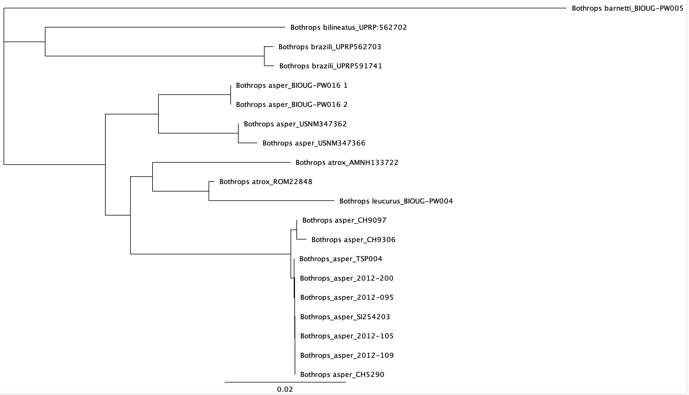 Bothrops barnetti_BIOUG-PW005
Bothrops bilineatus_UPRP:562702
Bothrops brazili_UPRP562703
Bothrops brazili_UPRP591741
Bothrops asper_BIOUG-PW016 1
Bothrops asper_BIOUG-PW016 2
Bothrops asper_USNM347362
Bothrops asper_USNM347366
Bothrops atrox_AMNH133722
Bothrops atrox_ROM22848
Bothrops leucurus_BIOUG-PW004
Bothrops asper_CH9097
Bothrops asper_CH9306
Bothrops_asper_TSP004
Bothrops_asper_2012-200
Bothrops_asper_2012-095
Bothrops_asper_SI254203
Bothrops_asper_2012-105
Bothrops_asper_2012-109
Bothrops asper_CH5290
0.02